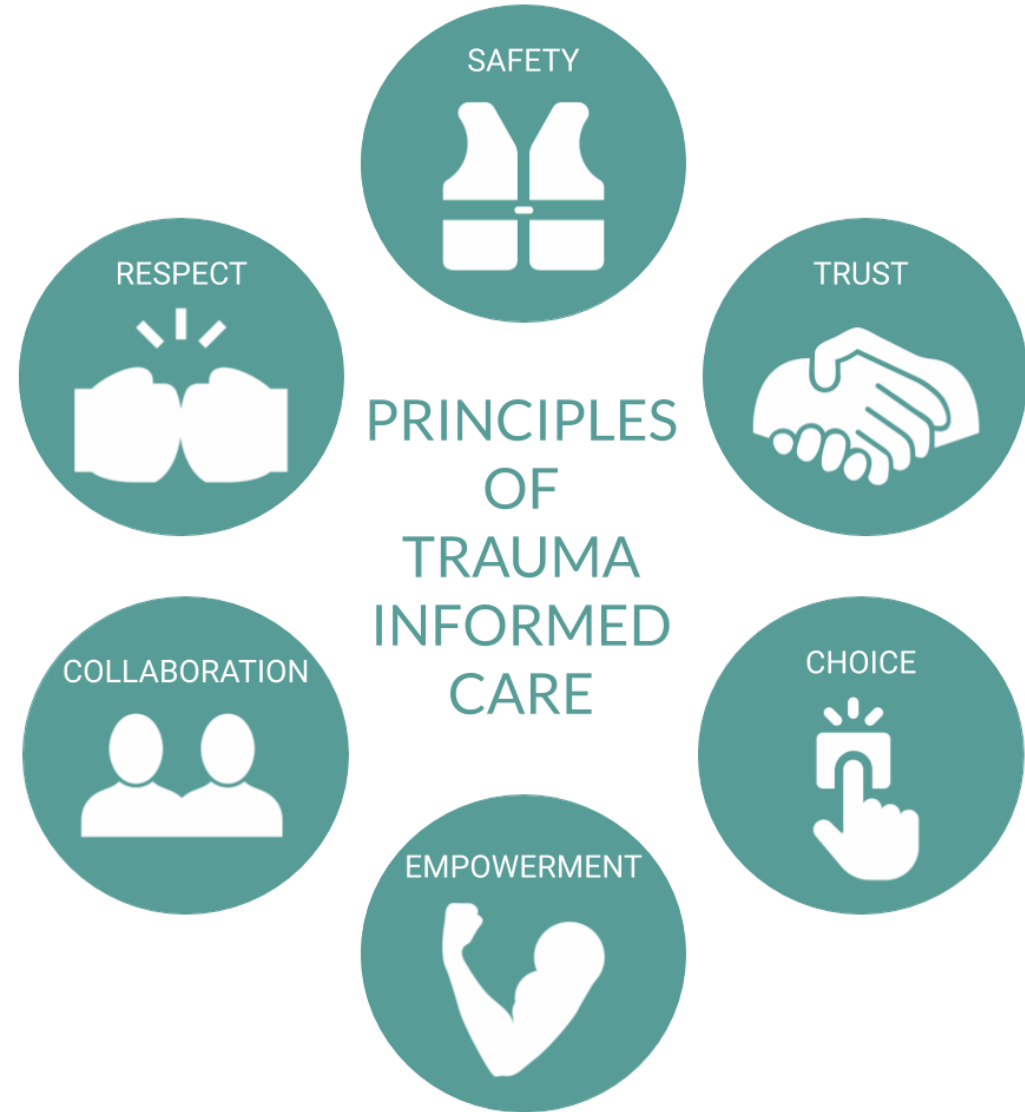 SAFETY
RESPECT
TRUST
PRINCIPLES
OF
TRAUMA
INFORMED
CARE
COLLABORATION
CHOICE
EMPOWERMENT